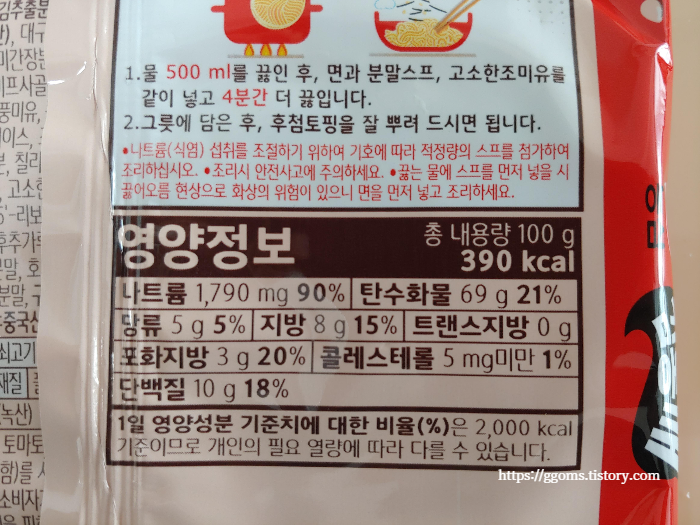 1.물 500 ml를 끓인 후, 면과 분말스프, 고소한조미유를
같이 넣고 4분간 더 끓입니다.
2.그릇에 담은 후, 후첨토핑을 잘 뿌려 드시면 됩니다.
•나트륨(식염) 섭취를 조절하기 위하여 기호에 따라 적정량의 스프를 첨가하여
조리하십시오. •조리시 안전사고에 주의하세요. •끓는 물에 스프를 먼저 넣을 시
끓어오름 현상으로 화상의 위험이 있으니 면을 먼저 넣고 조리하세요.
영양정보
총 내용량 100 g
390 kcal
나트륨 1,790 mg 90% 탄수화물 69 g 21%
당류 5 g 5% 지방 8 g 15% 트랜스지방 0 g
포화지방 3 g 20% 콜레스테롤 5 mg미만 1%
단백질 10 g 18%
1일 영양성분 기준치에 대한 비율(%)은 2,000 kcal
기준이므로 개인의 필요 열량에 따라 다를 수 있습니다.
https://ggoms.tistory.com